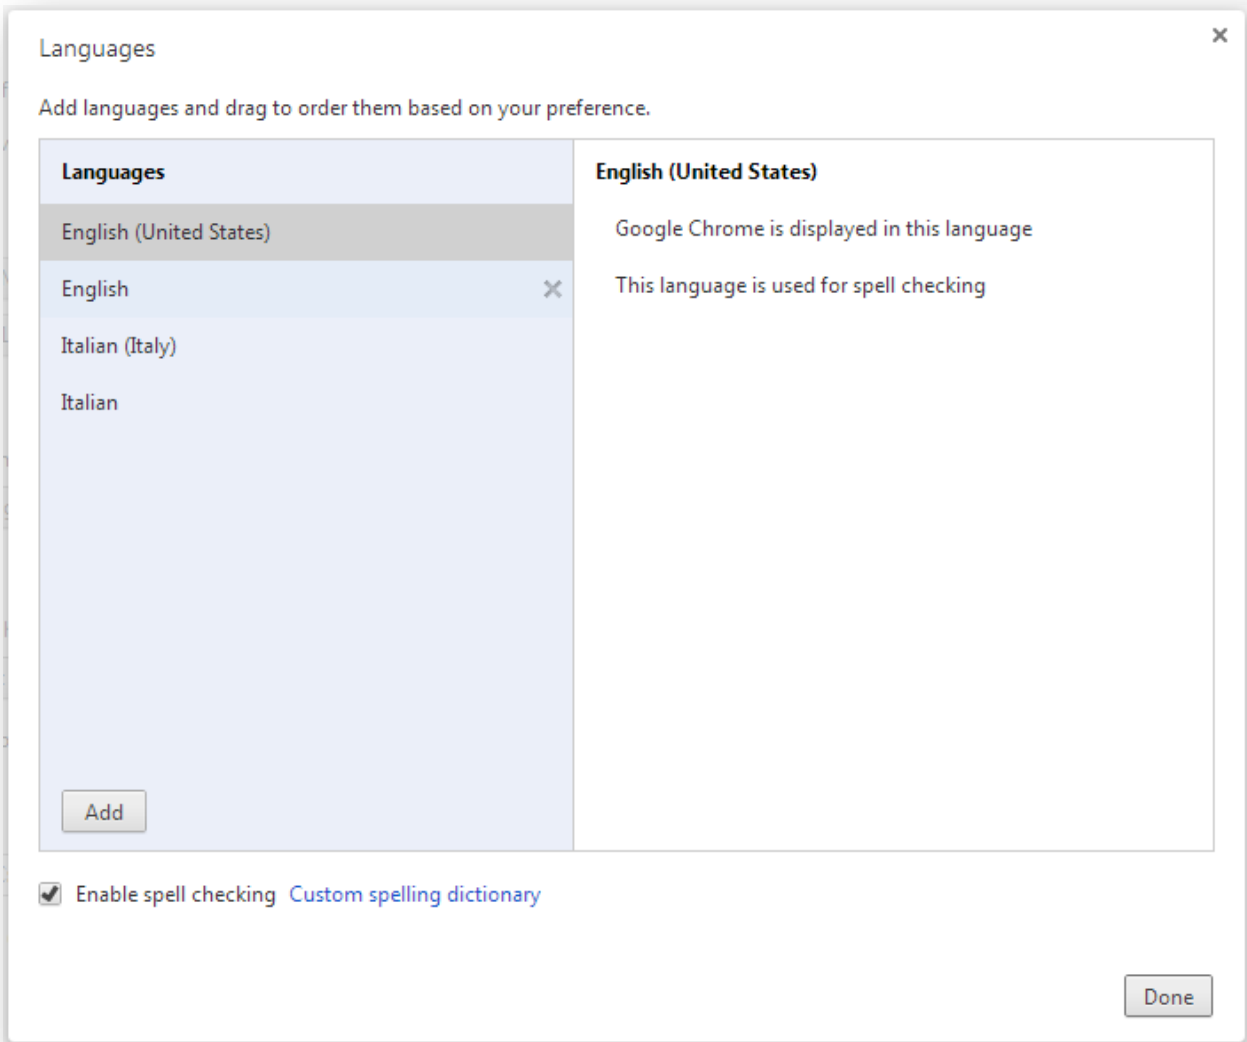 Languages
Add languages and drag to order them based on your preference.
Languages
English (United States)
English
Italian (Italy)
Italian
Add
English (United States)
Google Chrome is displayed in this language
This language is used for spell checking
Enable spell checking Custom spelling dictionary
Done